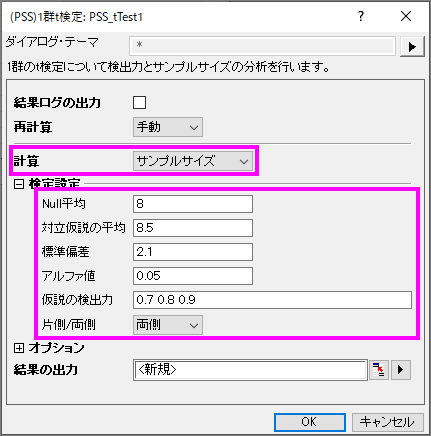 (PSS)1群t検定: PSS_tTest1 ? ×
ダイアログ・テーマ *
1群のt検定について検出力とサンプルサイズの分析を行います。
結果ログの出力
再計算 手動
計算 サンプルサイズ
検定設定
Null平均 8
対立仮説の平均 8.5
標準偏差 2.1
アルファ値 0.05
仮説の検出力 0.7 0.8 0.9
片側/両側 両側
オプション
結果の出力 <新規>
OK キャンセル